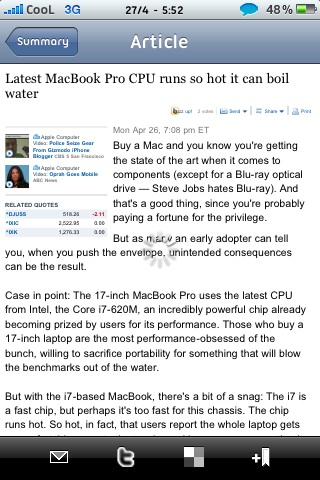 CooL 3G 27/4 - 5:52 48%
Summary
Article
Latest MacBook Pro CPU runs so hot it can boil
water
buzz up! 2 votes Send Share Print
Mon Apr 26, 7:08 pm ET
Apple Computer
Video: Police Seize Gear
From Gizmodo iPhone
Blogger CBS 5 San Francisco
Apple Computer
Video: Oprah Goes Mobile
ABC News
RELATED QUOTES
^DJUSS 518.26 -2.11
^IXIC 2,522.95 0.00
^IXK 1,276.33 0.00
Buy a Mac and you know you're getting
the state of the art when it comes to
components (except for a Blu-ray optical
drive — Steve Jobs hates Blu-ray). And
that's a good thing, since you're probably
paying a fortune for the privilege.
But as many an early adopter can tell
you, when you push the envelope, unintended consequences
can be the result.
Case in point: The 17-inch MacBook Pro uses the latest CPU
from Intel, the Core i7-620M, an incredibly powerful chip already
becoming prized by users for its performance. Those who buy a
17-inch laptop are the most performance-obsessed of the
bunch, willing to sacrifice portability for something that will blow
the benchmarks out of the water.
But with the i7-based MacBook, there's a bit of a snag: The i7 is
a fast chip, but perhaps it's too fast for this chassis. The chip
runs hot. So hot, in fact, that users report the whole laptop gets